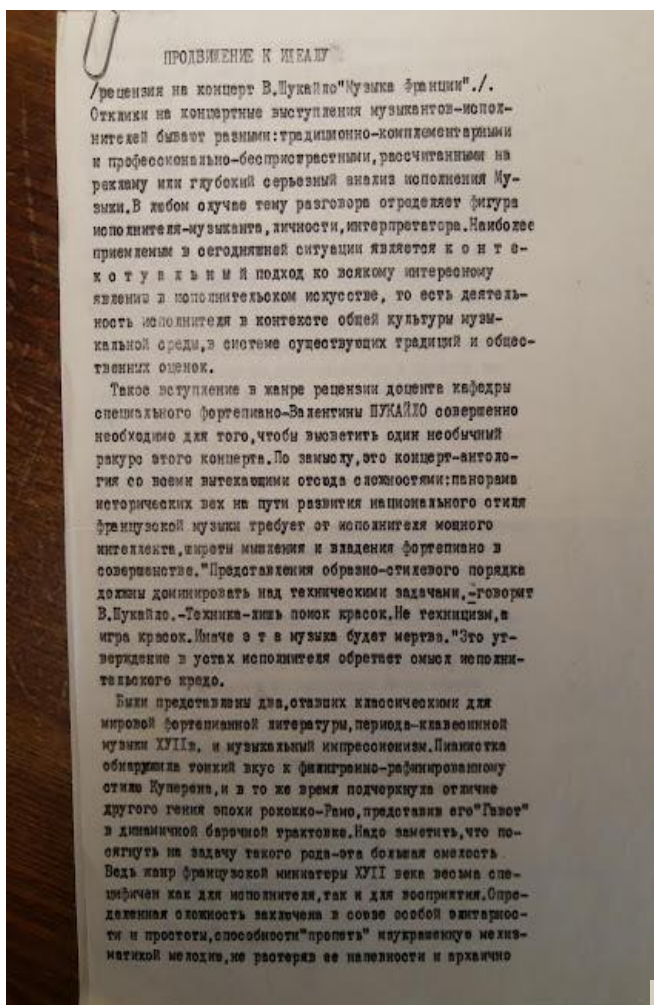 ПРОДВИЖЕНИЕ К ИДЕАЛУ
/рецензия на концерт В.Шукайло"Музыка Франции"./.
Отклики на концертные выступления музыкантов-испол-
нителей бывают разными:традиционно-комплементарными
и профессконально-беспристрастными,рассчитанными на
рекламу или глубокий серьезный анализ исполнения Му-
зыки.В любом случае тему разговора отределяет фигура
исполнителя-музыканта,личности,интерпретатора.Наиболее
приемлемым в сегодняшней ситуации является к о н т е-
к с т у а л ь н ы й подход ко всякому интересному
явлению в исполнительском искусстве, то есть деятель-
ность исполнителя в контексте общей культуры музы-
кальной среды,в системе существующих традиций и общес-
твенных оценок.
Такое вступление в жанре рецензии доцента кафедры
специального фортепиано-Валентины ШУКАЙЛО совершенно
необходимо для того,чтобы высветить один необычный
ракурс этого концерта.По замыслу,это концерт-антоло-
гия со всеми вытекающими отсюда сложностями:панорама
исторических вех на пути развития национального стиля
французской музыки требует от исполнителя мощного
интеллекта,широты мышления и владения фортепиано в
совершенстве."Представления образно-стилевого порядка
должны доминировать над техническими задачами,-говорит
В.Шукайло.-Техника-лишь поиск красок.Не техницизм,а
игра красок.Иначе э т а музыка будет мертва."Это ут-
верждение в устах исполнителя обретает смысл исполни-
тельского кредо.
Были представлены два,ставших классическими для
мировой фортепианной литературы,периода-клавесинной
музыки ХУIIв. и музыкальный импрессионизм.Пианистка
обнаружила тонкий вкус к филигранно-рафинированному
стилю Куперена,и в то же время подчеркнула отличие
другого гения эпохи рококко-Рамо,представив его"Гавот"
в динамичной барочной трактовке.Надо заметить,что по-
сягнуть на задачу такого рода-эта большая смелость
Ведь жанр французской миниатюры ХУII века весьма спе-
цифичен как для исполнителя,так и для восприятия.Опре-
деленная сложность заключена в союзе особой элитарнос-
ти и простоты,способности"пропеть" изукрашенную мелиз-
матикой мелодию,не растеряв ее напевности и архаично